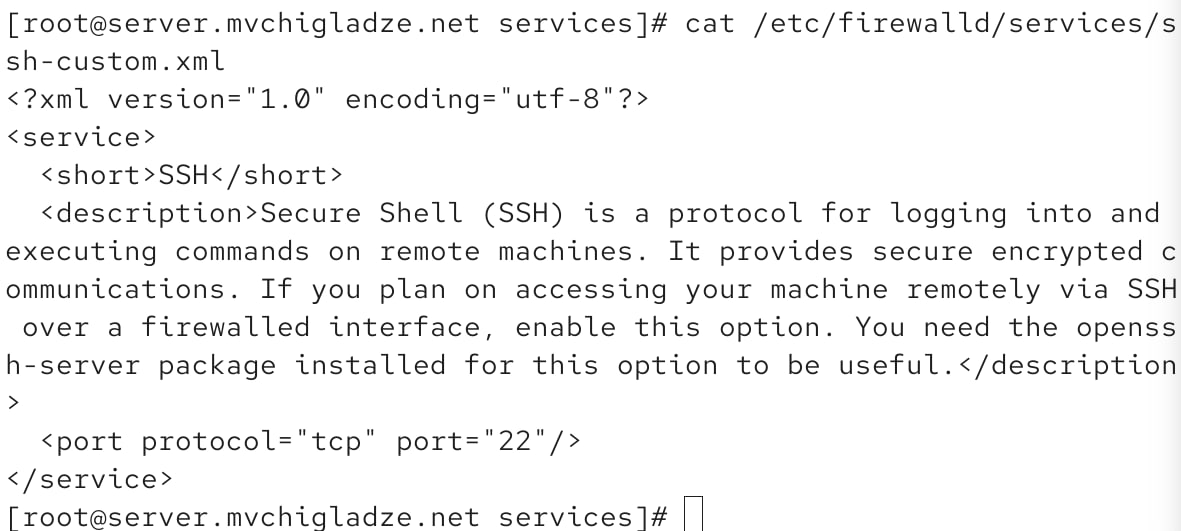 [root@server.mvchigladze.net services]# cat /etc/firewalld/services/s
sh-custom.xml
<?xml version="1.0" encoding="utf-8"?>
<service>
  <short>SSH</short>
  <description>Secure Shell (SSH) is a protocol for logging into and
executing commands on remote machines. It provides secure encrypted c
ommunications. If you plan on accessing your machine remotely via SSH
 over a firewalled interface, enable this option. You need the openss
h-server package installed for this option to be useful.</description
>
  <port protocol="tcp" port="22"/>
</service>
[root@server.mvchigladze.net services]#